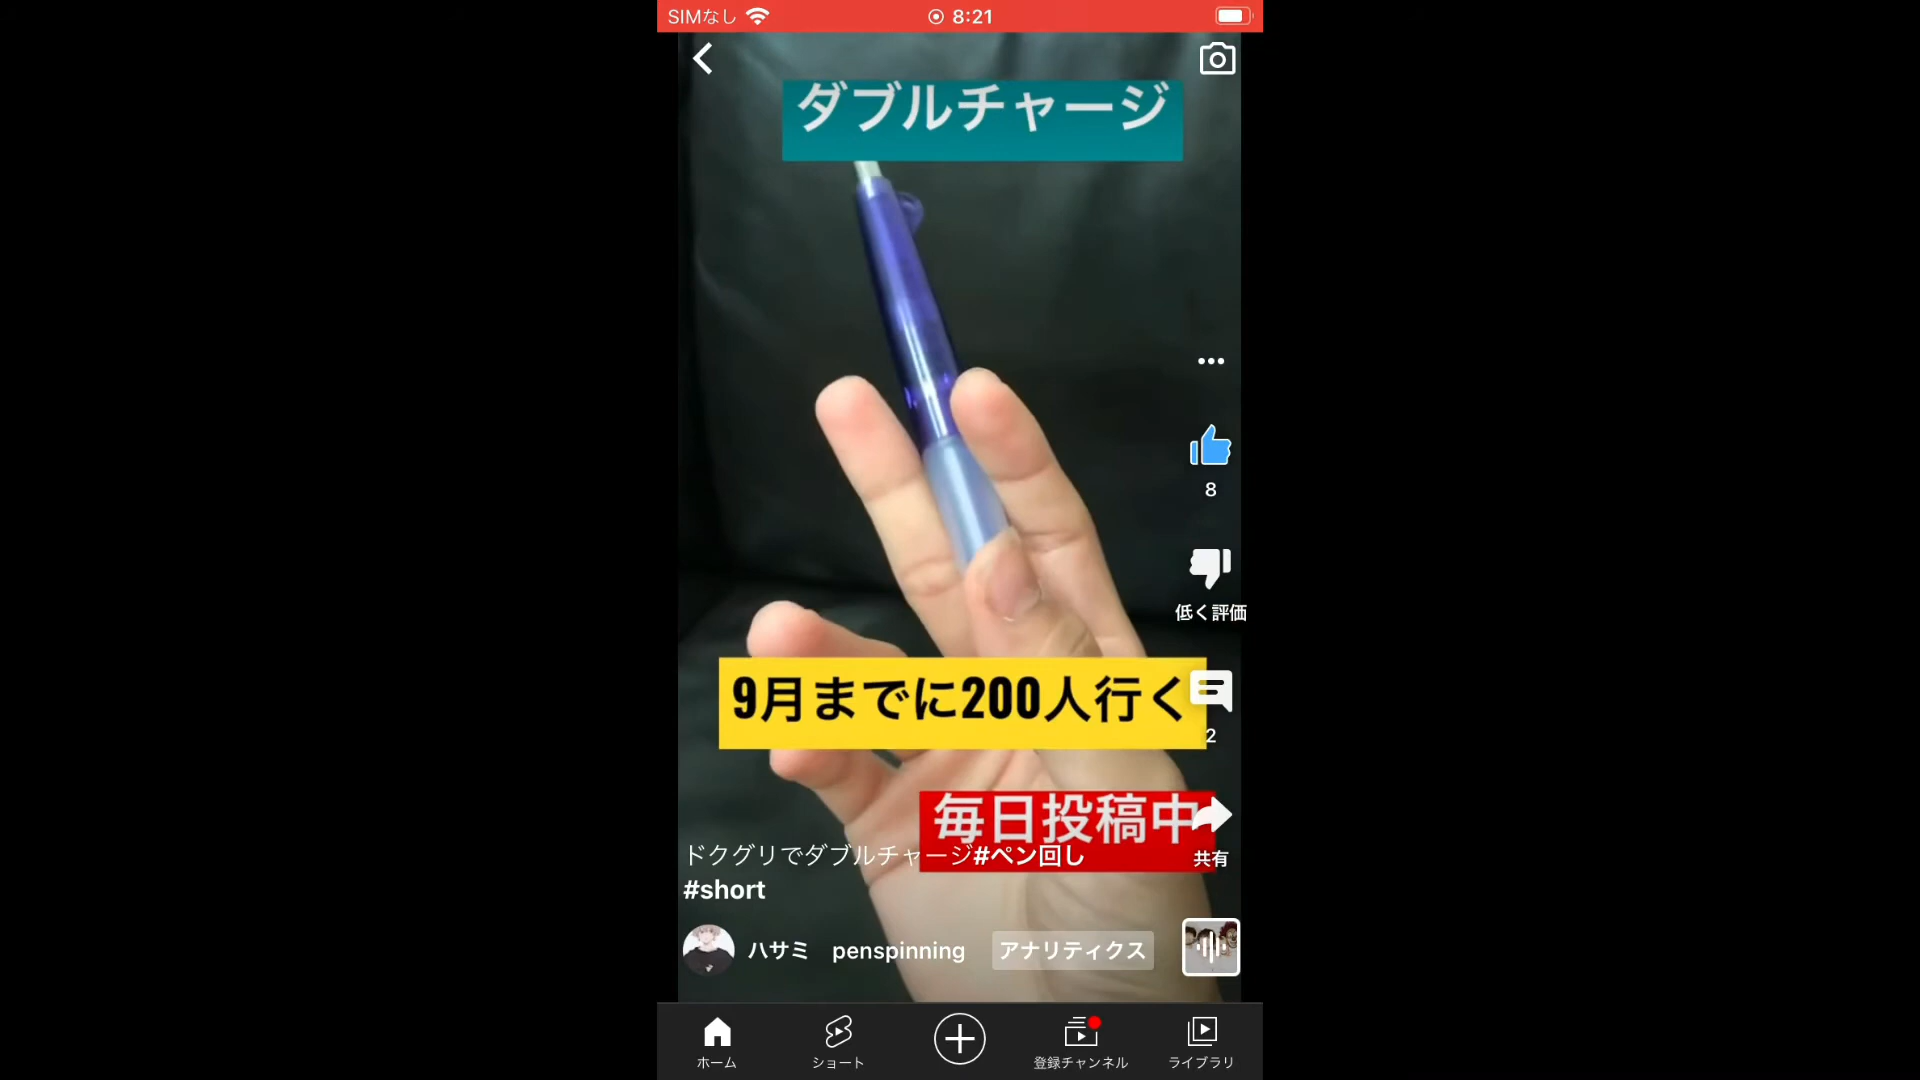 SIMなし 8:21
ダブルチャージ
8
低く評価
9月までに200人行く
2
毎日投稿中
共有
ドクグリでダブルチャージ#ペン回し
#short
ハサミ penspinning アナリティクス
ホーム ショート 登録チャンネル ライブラリ